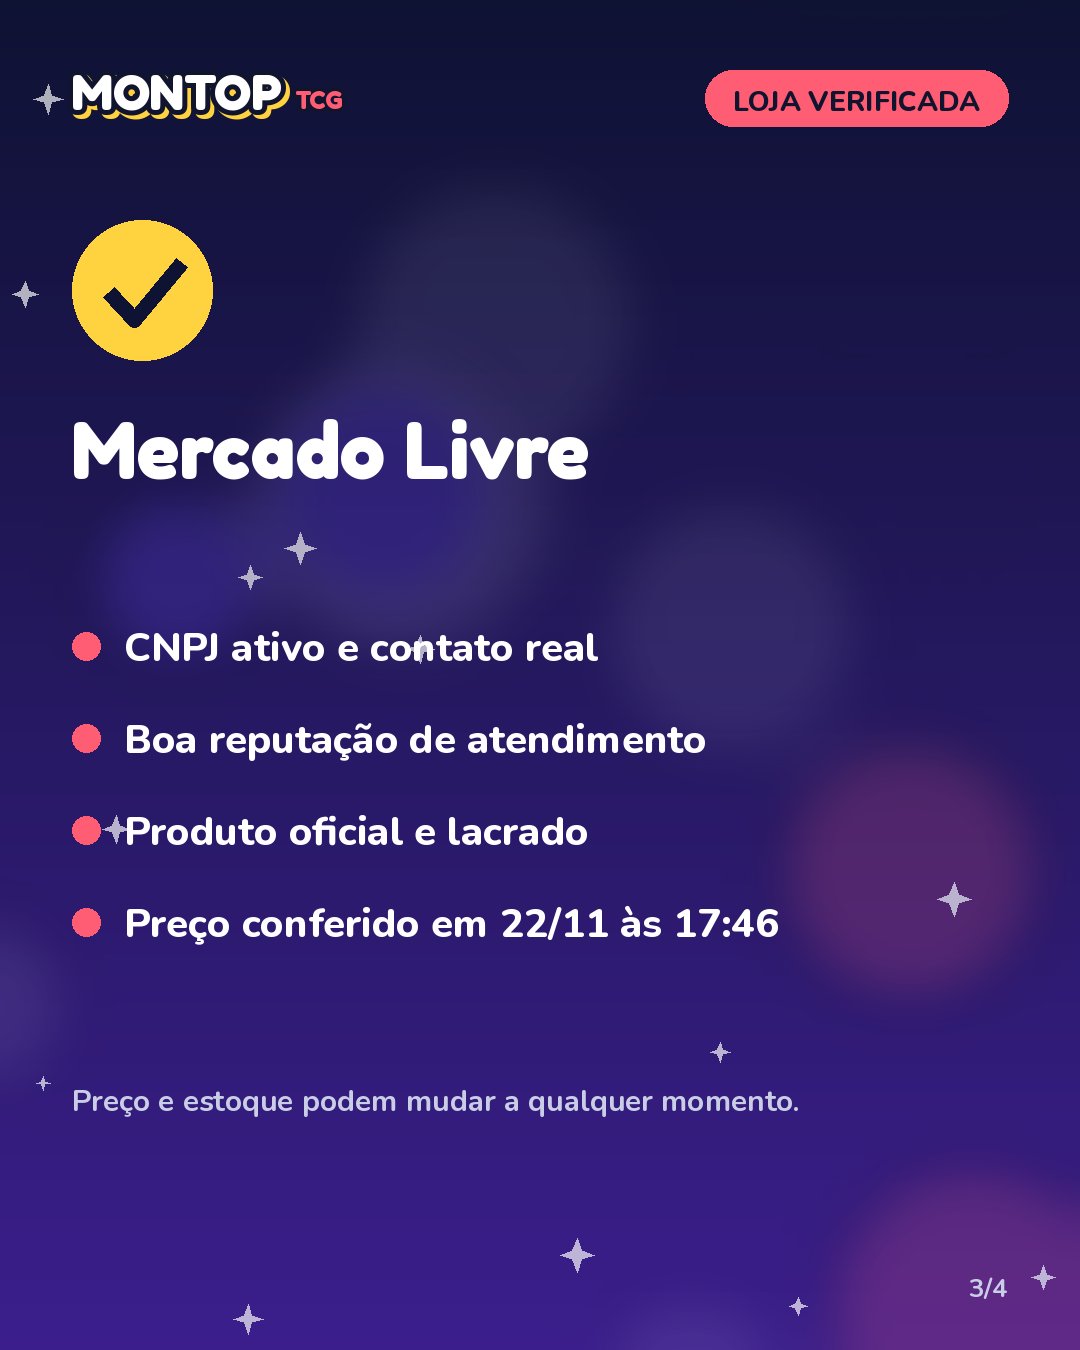 MONTOP TCG
LOJA VERIFICADA
Mercado Livre
CNPJ ativo e contato real
Boa reputação de atendimento
Produto oficial e lacrado
Preço conferido em 22/11 às 17:46
Preço e estoque podem mudar a qualquer momento.
3/4